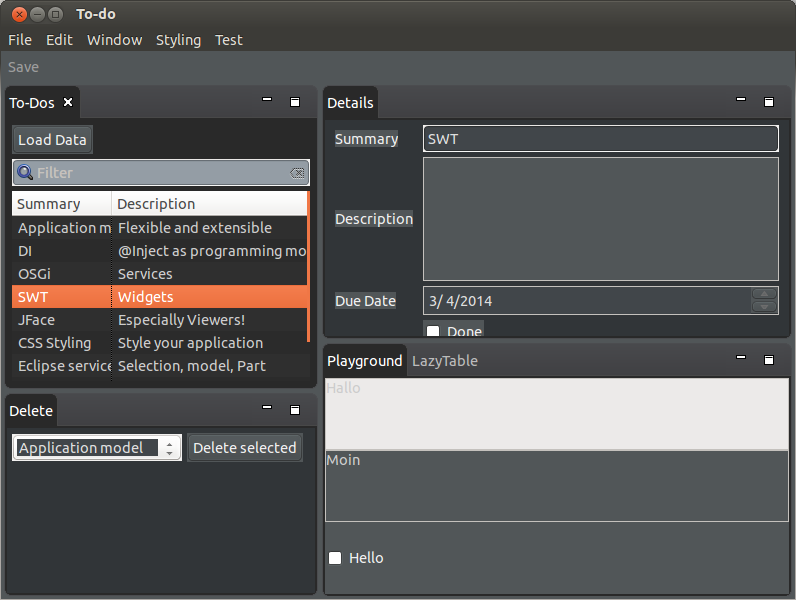 To-do
File Edit Window Styling Test
Save
To-Dos
Load Data
Filter
Summary Description
Application m Flexible and extensible
DI @Inject as programming mo
OSGi Services
SWT Widgets
JFace Especially Viewers!
CSS Styling Style your application
Eclipse service Selection, model, Part
Delete
Application model Delete selected
Details
Summary SWT
Description
Due Date 3/ 4/2014
Done
Playground LazyTable
Hallo
Moin
Hello